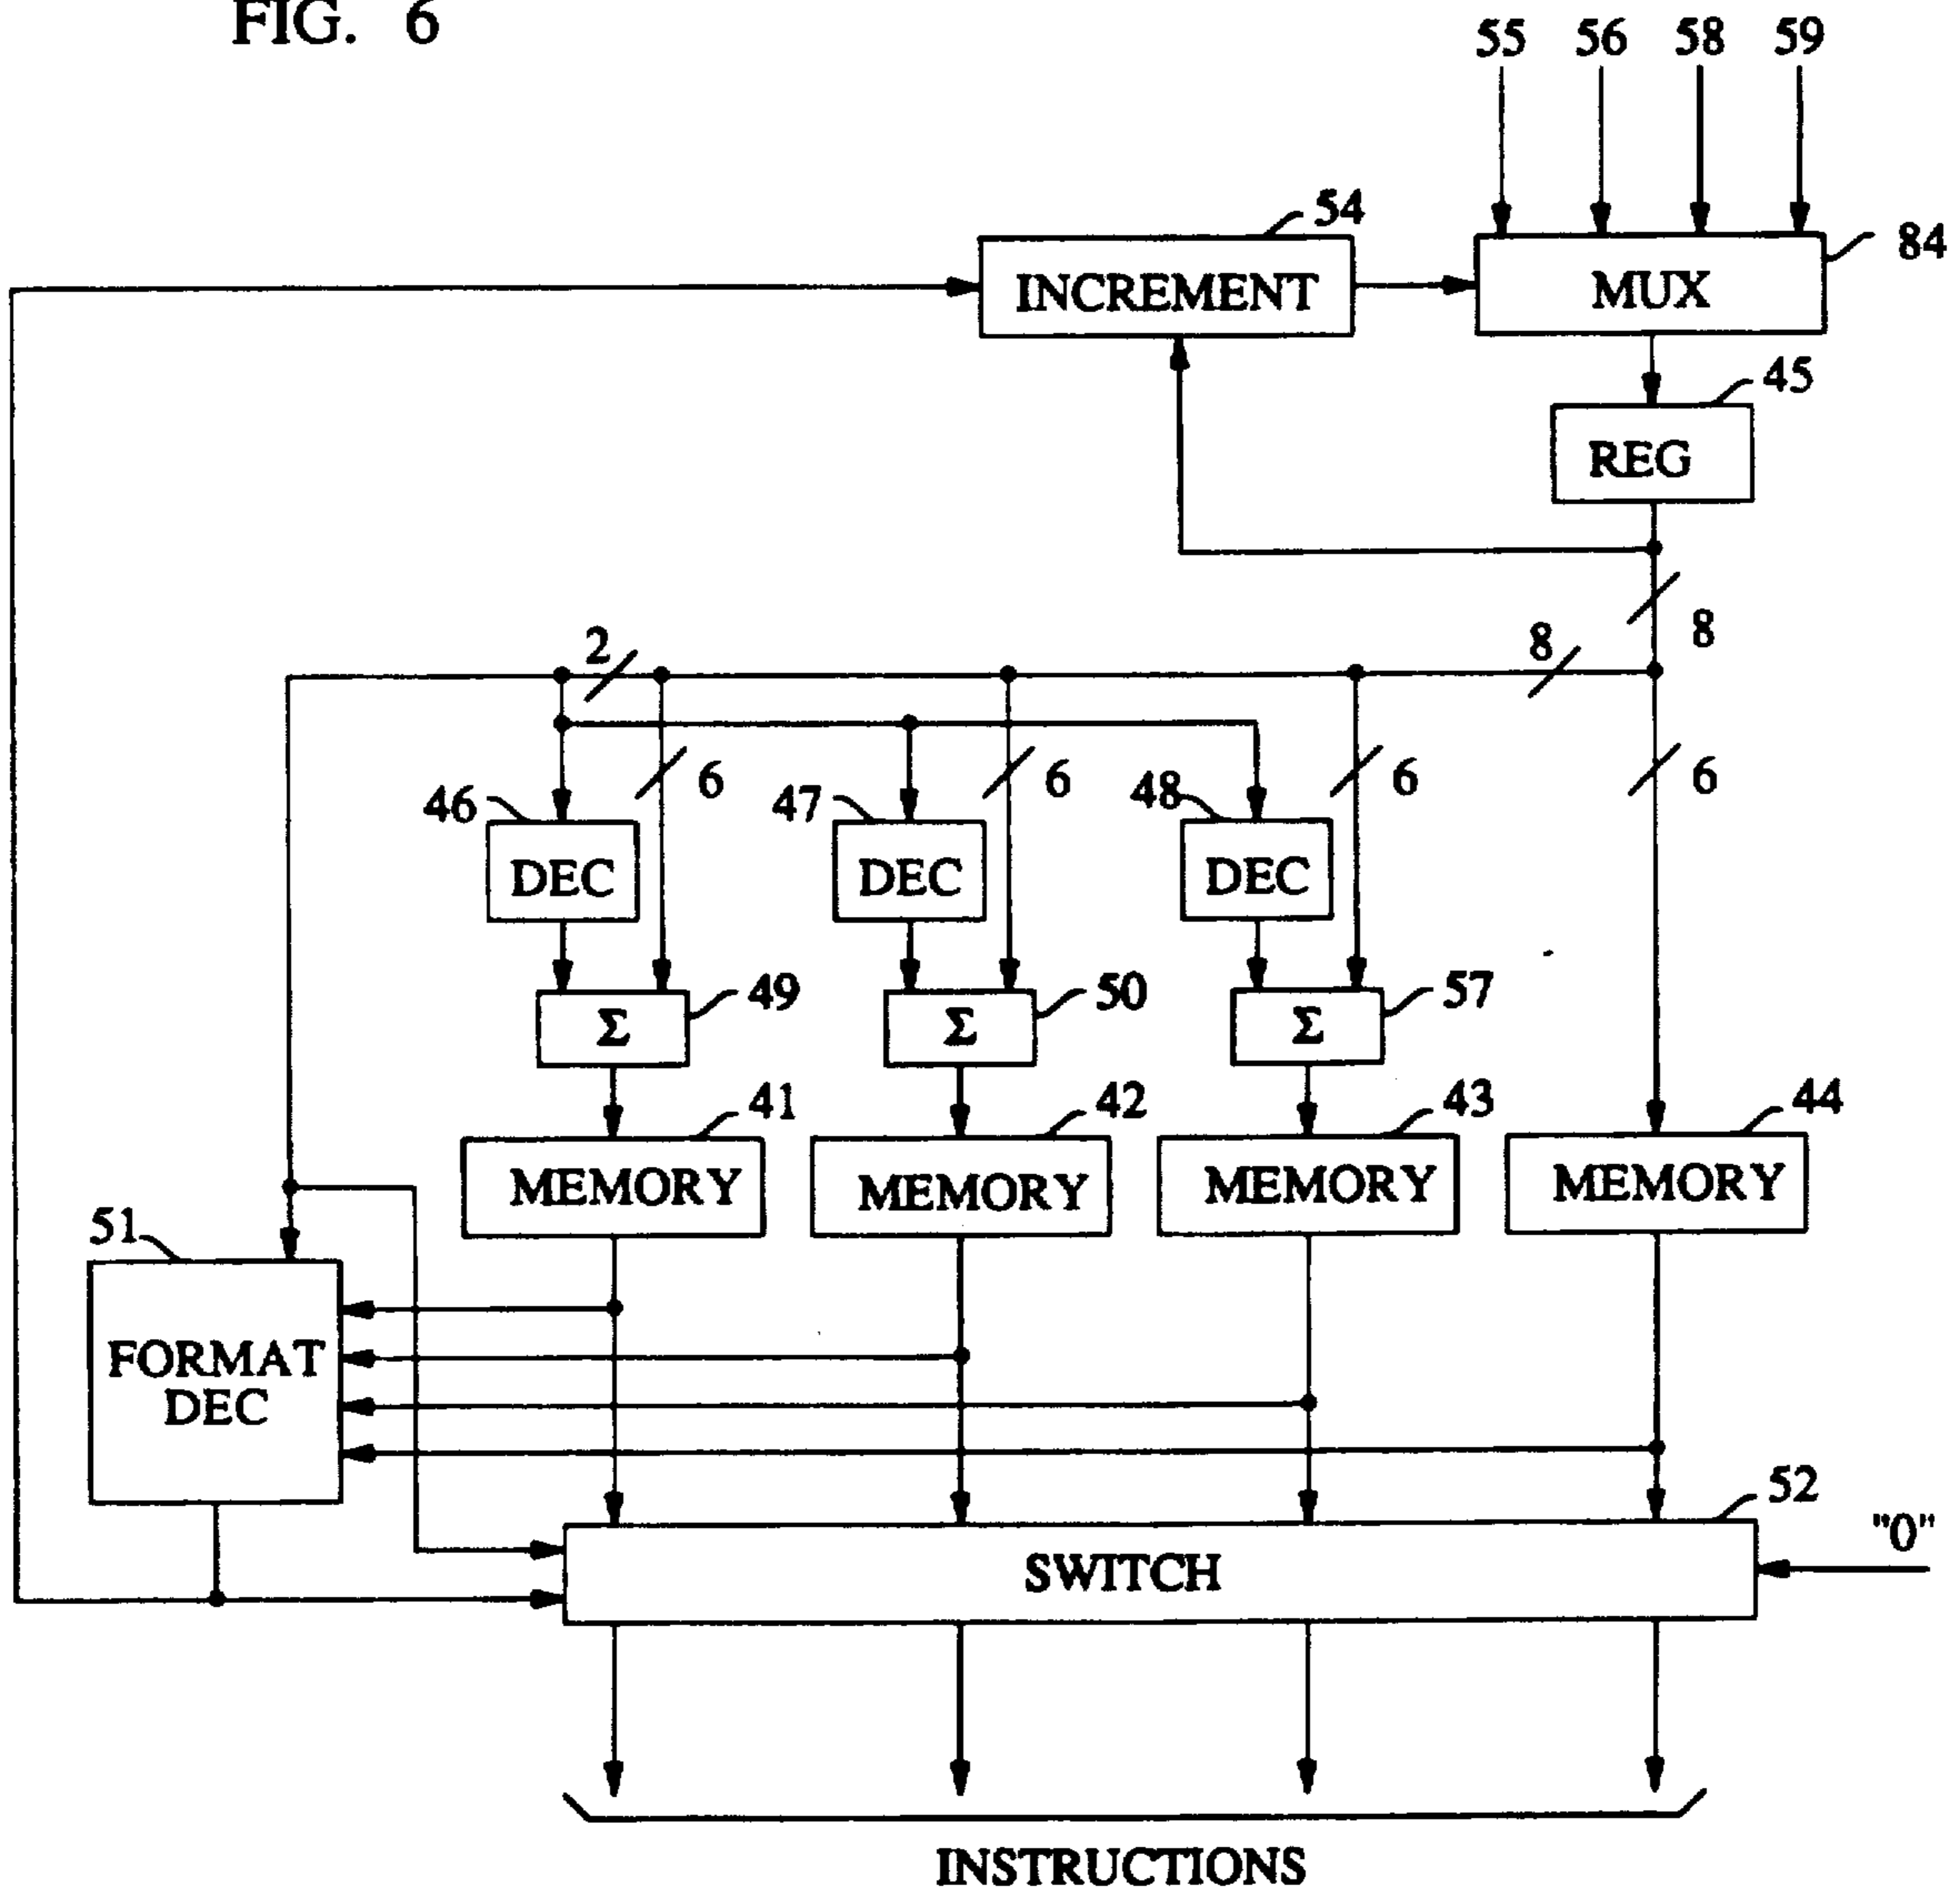 FIG. 6
55 56 58 59
54
84
INCREMENT
MUX
45
REG
8
2
8
6
6
6
6
46
47
48
DEC
DEC
DEC
49
50
57
Σ
Σ
Σ
41
42
43
44
MEMORY
MEMORY
MEMORY
MEMORY
51
FORMAT
DEC
52
"0"
SWITCH
INSTRUCTIONS